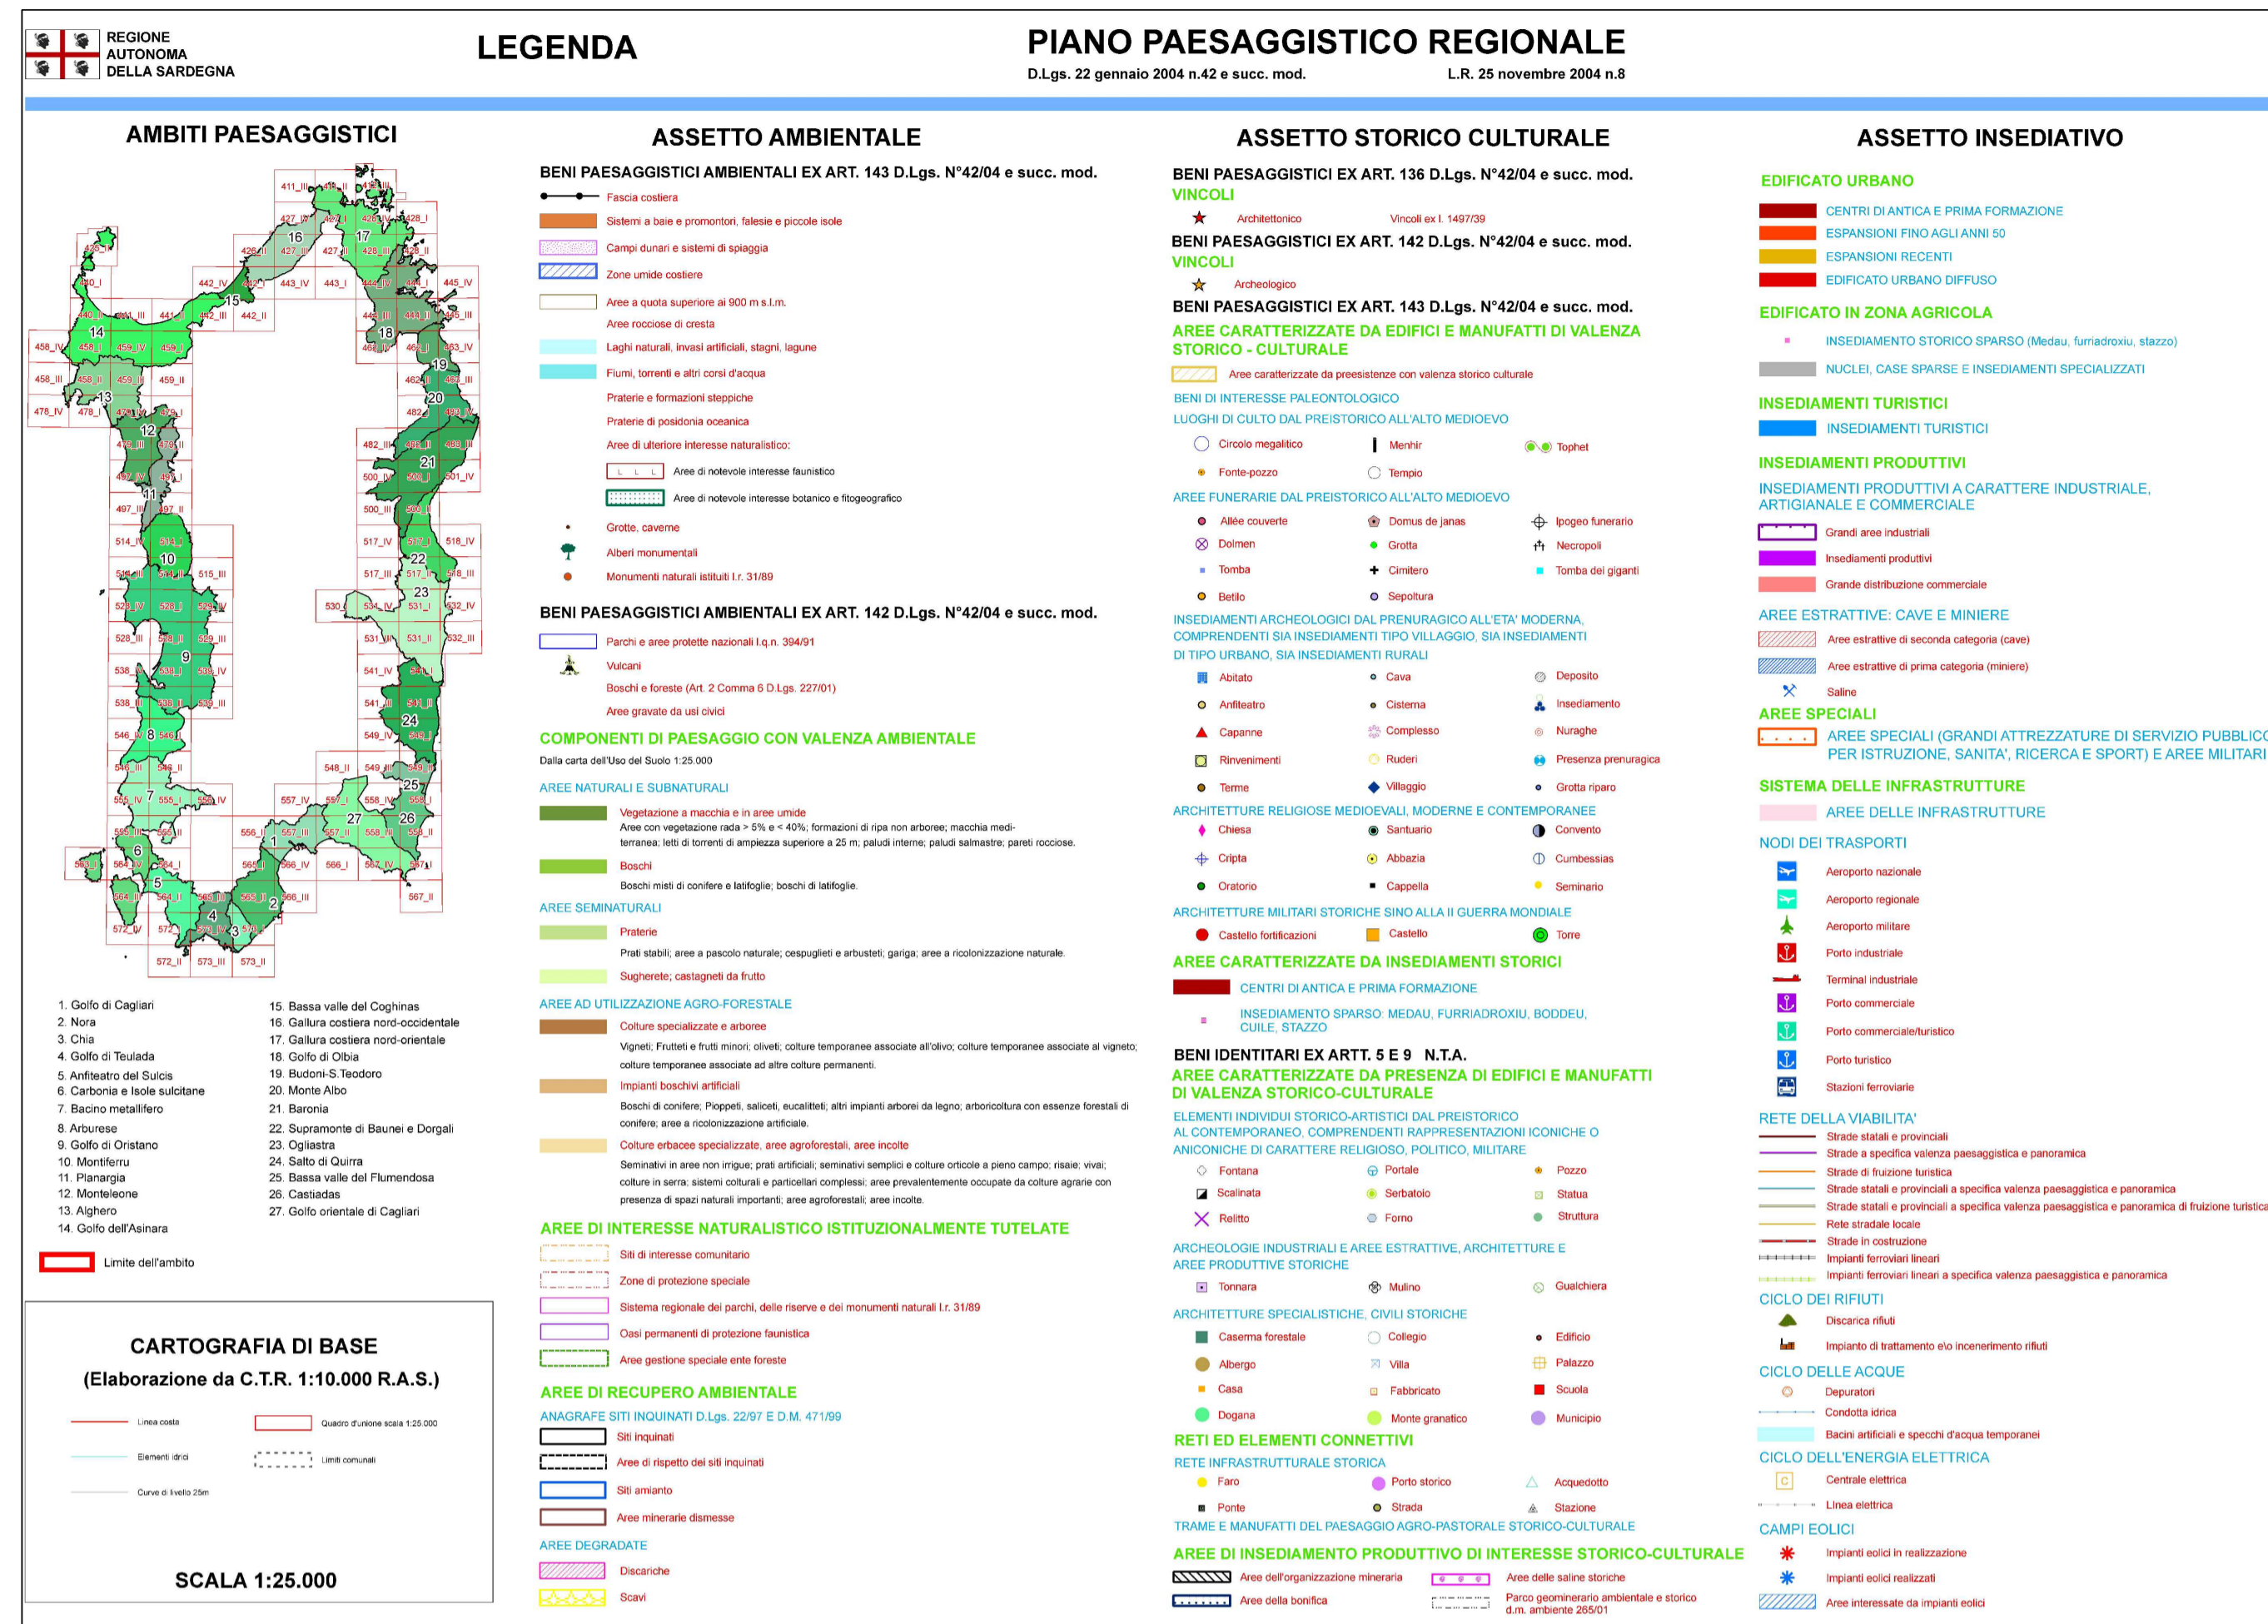 REGIONE
AUTONOMA
DELLA SARDEGNA
LEGENDA
PIANO PAESAGGISTICO REGIONALE
D.Lgs. 22 gennaio 2004 n.42 e succ. mod.
L.R. 25 novembre 2004 n.8
AMBITI PAESAGGISTICI
1. Golfo di Cagliari
2. Nora
3. Chia
4. Golfo di Teulada
5. Anfiteatro del Sulcis
6. Carbonia e Isole sulcitane
7. Bacino metallifero
8. Arburese
9. Golfo di Oristano
10. Montiferru
11. Planargia
12. Monteleone
13. Alghero
14. Golfo dell'Asinara
15. Bassa valle del Coghinas
16. Gallura costiera nord-occidentale
17. Gallura costiera nord-orientale
18. Golfo di Olbia
19. Budoni-S.Teodoro
20. Monte Albo
21. Baronia
22. Supramonte di Baunei e Dorgali
23. Ogliastra
24. Salto di Quirra
25. Bassa valle del Flumendosa
26. Castiadas
27. Golfo orientale di Cagliari
Limite dell'ambito
CARTOGRAFIA DI BASE
(Elaborazione da C.T.R. 1:10.000 R.A.S.)
Linea costa
Quadro d'unione scala 1:25.000
Elementi idrici
Limiti comunali
Curve di livello 25m
SCALA 1:25.000
ASSETTO AMBIENTALE
BENI PAESAGGISTICI AMBIENTALI EX ART. 143 D.Lgs. N°42/04 e succ. mod.
Fascia costiera
Sistemi a baie e promontori, falesie e piccole isole
Campi dunari e sistemi di spiaggia
Zone umide costiere
Aree a quota superiore ai 900 m s.l.m.
Aree rocciose di cresta
Laghi naturali, invasi artificiali, stagni, lagune
Fiumi, torrenti e altri corsi d'acqua
Praterie e formazioni steppiche
Praterie di posidonia oceanica
Aree di ulteriore interesse naturalistico:
Aree di notevole interesse faunistico
Aree di notevole interesse botanico e fitogeografico
Grotte, caverne
Alberi monumentali
Monumenti naturali istituiti l.r. 31/89
BENI PAESAGGISTICI AMBIENTALI EX ART. 142 D.Lgs. N°42/04 e succ. mod.
Parchi e aree protette nazionali l.q.n. 394/91
Vulcani
Boschi e foreste (Art. 2 Comma 6 D.Lgs. 227/01)
Aree gravate da usi civici
COMPONENTI DI PAESAGGIO CON VALENZA AMBIENTALE
Dalla carta dell'Uso del Suolo 1:25.000
AREE NATURALI E SUBNATURALI
Vegetazione a macchia e in aree umide
Aree con vegetazione rada > 5% e < 40%; formazioni di ripa non arboree; macchia medi-
terranea; letti di torrenti di ampiezza superiore a 25 m; paludi interne; paludi salmastre; pareti rocciose.
Boschi
Boschi misti di conifere e latifoglie; boschi di latifoglie.
AREE SEMINATURALI
Praterie
Prati stabili; aree a pascolo naturale; cespuglieti e arbusteti; gariga; aree a ricolonizzazione naturale.
Sugherete; castagneti da frutto
AREE AD UTILIZZAZIONE AGRO-FORESTALE
Colture specializzate e arboree
Vigneti; Frutteti e frutti minori; oliveti; colture temporanee associate all'olivo; colture temporanee associate al vigneto;
colture temporanee associate ad altre colture permanenti.
Impianti boschivi artificiali
Boschi di conifere; Pioppeti, saliceti, eucalitteti; altri impianti arborei da legno; arboricoltura con essenze forestali di
conifere; aree a ricolonizzazione artificiale.
Colture erbacee specializzate, aree agroforestali, aree incolte
Seminativi in aree non irrigue; prati artificiali; seminativi semplici e colture orticole a pieno campo; risaie; vivai;
colture in serra; sistemi colturali e particellari complessi; aree prevalentemente occupate da colture agrarie con
presenza di spazi naturali importanti; aree agroforestali; aree incolte.
AREE DI INTERESSE NATURALISTICO ISTITUZIONALMENTE TUTELATE
Siti di interesse comunitario
Zone di protezione speciale
Sistema regionale dei parchi, delle riserve e dei monumenti naturali l.r. 31/89
Oasi permanenti di protezione faunistica
Aree gestione speciale ente foreste
AREE DI RECUPERO AMBIENTALE
ANAGRAFE SITI INQUINATI D.Lgs. 22/97 E D.M. 471/99
Siti inquinati
Aree di rispetto dei siti inquinati
Siti amianto
Aree minerarie dismesse
AREE DEGRADATE
Discariche
Scavi
ASSETTO STORICO CULTURALE
BENI PAESAGGISTICI EX ART. 136 D.Lgs. N°42/04 e succ. mod.
VINCOLI
Architettonico
Vincoli ex l. 1497/39
BENI PAESAGGISTICI EX ART. 142 D.Lgs. N°42/04 e succ. mod.
VINCOLI
Archeologico
BENI PAESAGGISTICI EX ART. 143 D.Lgs. N°42/04 e succ. mod.
AREE CARATTERIZZATE DA EDIFICI E MANUFATTI DI VALENZA
STORICO - CULTURALE
Aree caratterizzate da preesistenze con valenza storico culturale
BENI DI INTERESSE PALEONTOLOGICO
LUOGHI DI CULTO DAL PREISTORICO ALL'ALTO MEDIOEVO
Circolo megalitico
Menhir
Tophet
Fonte-pozzo
Tempio
AREE FUNERARIE DAL PREISTORICO ALL'ALTO MEDIOEVO
Allèe couverte
Domus de janas
Ipogeo funerario
Dolmen
Grotta
Necropoli
Tomba
Cimitero
Tomba dei giganti
Betilo
Sepoltura
INSEDIAMENTI ARCHEOLOGICI DAL PRENURAGICO ALL'ETA' MODERNA,
COMPRENDENTI SIA INSEDIAMENTI TIPO VILLAGGIO, SIA INSEDIAMENTI
DI TIPO URBANO, SIA INSEDIAMENTI RURALI
Abitato
Cava
Deposito
Anfiteatro
Cisterna
Insediamento
Capanne
Complesso
Nuraghe
Rinvenimenti
Ruderi
Presenza prenuragica
Terme
Villaggio
Grotta riparo
ARCHITETTURE RELIGIOSE MEDIOEVALI, MODERNE E CONTEMPORANEE
Chiesa
Santuario
Convento
Cripta
Abbazia
Cumbessias
Oratorio
Cappella
Seminario
ARCHITETTURE MILITARI STORICHE SINO ALLA II GUERRA MONDIALE
Castello fortificazioni
Castello
Torre
AREE CARATTERIZZATE DA INSEDIAMENTI STORICI
CENTRI DI ANTICA E PRIMA FORMAZIONE
INSEDIAMENTO SPARSO: MEDAU, FURRIADROXIU, BODDEU,
CUILE, STAZZO
BENI IDENTITARI EX ARTT. 5 E 9 N.T.A.
AREE CARATTERIZZATE DA PRESENZA DI EDIFICI E MANUFATTI
DI VALENZA STORICO-CULTURALE
ELEMENTI INDIVIDUI STORICO-ARTISTICI DAL PREISTORICO
AL CONTEMPORANEO, COMPRENDENTI RAPPRESENTAZIONI ICONICHE O
ANICONICHE DI CARATTERE RELIGIOSO, POLITICO, MILITARE
Fontana
Portale
Pozzo
Scalinata
Serbatoio
Statua
Relitto
Forno
Struttura
ARCHEOLOGIE INDUSTRIALI E AREE ESTRATTIVE, ARCHITETTURE E
AREE PRODUTTIVE STORICHE
Tonnara
Mulino
Gualchiera
ARCHITETTURE SPECIALISTICHE, CIVILI STORICHE
Caserma forestale
Collegio
Edificio
Albergo
Villa
Palazzo
Casa
Fabbricato
Scuola
Dogana
Monte granatico
Municipio
RETI ED ELEMENTI CONNETTIVI
RETE INFRASTRUTTURALE STORICA
Faro
Porto storico
Acquedotto
Ponte
Strada
Stazione
TRAME E MANUFATTI DEL PAESAGGIO AGRO-PASTORALE STORICO-CULTURALE
AREE DI INSEDIAMENTO PRODUTTIVO DI INTERESSE STORICO-CULTURALE
Aree dell'organizzazione mineraria
Aree delle saline storiche
Aree della bonifica
Parco geominerario ambientale e storico
d.m. ambiente 265/01
ASSETTO INSEDIATIVO
EDIFICATO URBANO
CENTRI DI ANTICA E PRIMA FORMAZIONE
ESPANSIONI FINO AGLI ANNI 50
ESPANSIONI RECENTI
EDIFICATO URBANO DIFFUSO
EDIFICATO IN ZONA AGRICOLA
INSEDIAMENTO STORICO SPARSO (Medau, furriadroxiu, stazzo)
NUCLEI, CASE SPARSE E INSEDIAMENTI SPECIALIZZATI
INSEDIAMENTI TURISTICI
INSEDIAMENTI TURISTICI
INSEDIAMENTI PRODUTTIVI
INSEDIAMENTI PRODUTTIVI A CARATTERE INDUSTRIALE,
ARTIGIANALE E COMMERCIALE
Grandi aree industriali
Insediamenti produttivi
Grande distribuzione commerciale
AREE ESTRATTIVE: CAVE E MINIERE
Aree estrattive di seconda categoria (cave)
Aree estrattive di prima categoria (miniere)
Saline
AREE SPECIALI
AREE SPECIALI (GRANDI ATTREZZATURE DI SERVIZIO PUBBLICO
PER ISTRUZIONE, SANITA', RICERCA E SPORT) E AREE MILITARI
SISTEMA DELLE INFRASTRUTTURE
AREE DELLE INFRASTRUTTURE
NODI DEI TRASPORTI
Aeroporto nazionale
Aeroporto regionale
Aeroporto militare
Porto industriale
Terminal industriale
Porto commerciale
Porto commerciale/turistico
Porto turistico
Stazioni ferroviarie
RETE DELLA VIABILITA'
Strade statali e provinciali
Strade a specifica valenza paesaggistica e panoramica
Strade di fruizione turistica
Strade statali e provinciali a specifica valenza paesaggistica e panoramica
Strade statali e provinciali a specifica valenza paesaggistica e panoramica di fruizione turistica
Rete stradale locale
Strade in costruzione
Impianti ferroviari lineari
Impianti ferroviari lineari a specifica valenza paesaggistica e panoramica
CICLO DEI RIFIUTI
Discarica rifiuti
Impianto di trattamento e\o incenerimento rifiuti
CICLO DELLE ACQUE
Depuratori
Condotta idrica
Bacini artificiali e specchi d'acqua temporanei
CICLO DELL'ENERGIA ELETTRICA
C
Centrale elettrica
LInea elettrica
CAMPI EOLICI
Impianti eolici in realizzazione
Impianti eolici realizzati
Aree interessate da impianti eolici